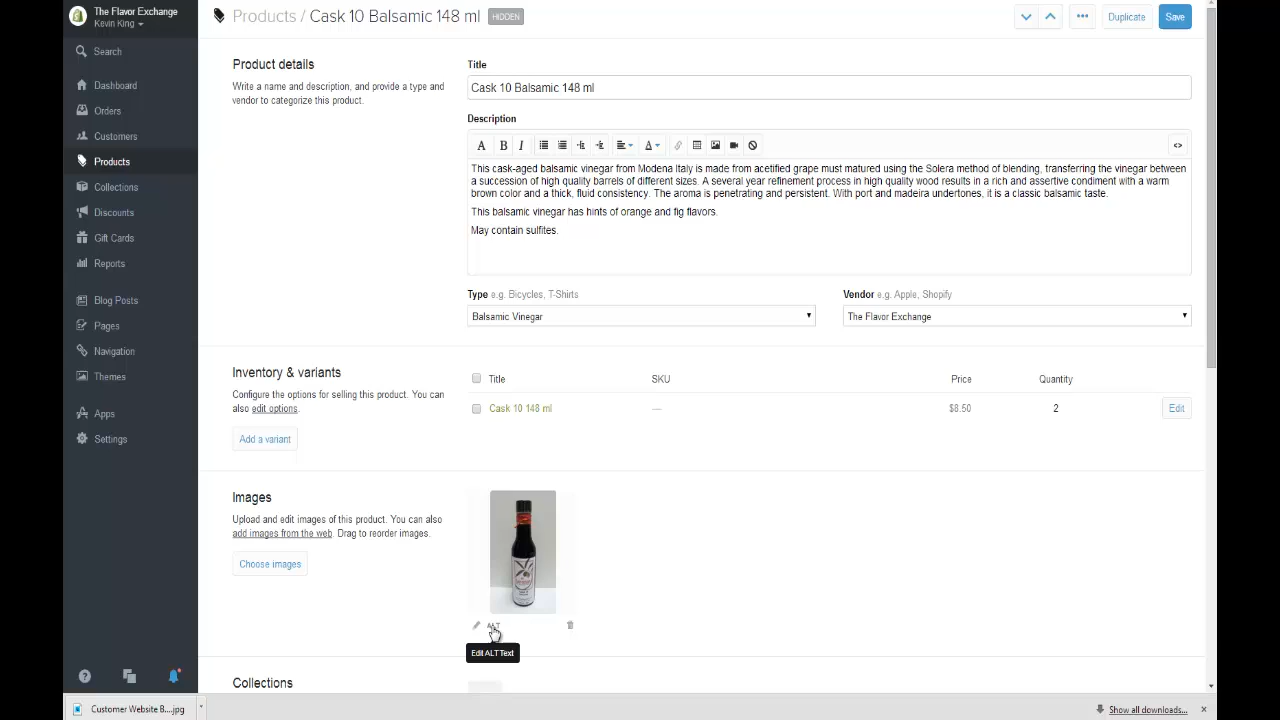 The Flavor Exchange
Kevin King
Search
Dashboard
Orders
Customers
Products
Collections
Discounts
Gift Cards
Reports
Blog Posts
Pages
Navigation
Themes
Apps
Settings
Products / Cask 10 Balsamic 148 ml HIDDEN
••• Duplicate Save
Product details
Write a name and description, and provide a type and
vendor to categorize this product.
Title
Cask 10 Balsamic 148 ml
Description
A B I A <>
This cask-aged balsamic vinegar from Modena Italy is made from acetified grape must matured using the Solera method of blending, transferring the vinegar between
a succession of high quality barrels of different sizes. A several year refinement process in high quality wood results in a rich and assertive condiment with a warm
brown color and a thick, fluid consistency. The aroma is penetrating and persistent. With port and madeira undertones, it is a classic balsamic taste.
This balsamic vinegar has hints of orange and fig flavors.
May contain sulfites.
Type e.g. Bicycles, T-Shirts
Balsamic Vinegar
Vendor e.g. Apple, Shopify
The Flavor Exchange
Inventory & variants
Configure the options for selling this product. You can
also edit options.
Add a variant
Title SKU Price Quantity
Cask 10 148 ml — $8.50 2 Edit
Images
Upload and edit images of this product. You can also
add images from the web. Drag to reorder images.
Choose images
ALT
Edit ALT Text
Collections
Customer Website B....jpg
Show all downloads...